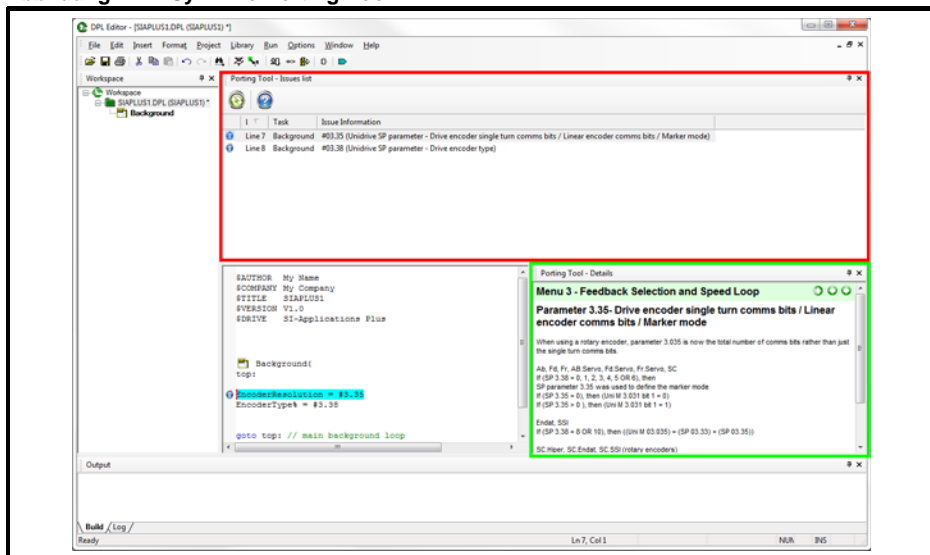 DPL Editor - [SIAPLUS1.DPL (SIAPLUS1) *]
File Edit Insert Format Project Library Run Options Window Help
Workspace
Porting Tool - Issues list
Workspace
SIAPLUS1.DPL (SIAPLUS1) *
Background
Task Issue Information
Line 7 Background #03.35 (Unidrive SP parameter - Drive encoder single turn comms bits / Linear encoder comms bits / Marker mode)
Line 8 Background #03.38 (Unidrive SP parameter - Drive encoder type)
$AUTHOR My Name
$COMPANY My Company
$TITLE SIAPLUS1
$VERSION V1.0
$DRIVE SI-Applications Plus
Background{
top:
EncoderResolution = #3.35
EncoderType% = #3.38
goto top: // main background loop
Porting Tool - Details
Menu 3 - Feedback Selection and Speed Loop
Parameter 3.35- Drive encoder single turn comms bits / Linear
encoder comms bits / Marker mode
When using a rotary encoder, parameter 3.035 is now the total number of comms bits rather than just
the single turn comms bits.
Ab, Fd, Fr, AB.Servo, Fd.Servo, Fr.Servo, SC
If (SP 3.38 = 0, 1, 2, 3, 4, 5 OR 6), then
SP parameter 3.35 was used to define the marker mode
If (SP 3.35 = 0), then (Uni M 3.031 bit 1 = 0)
If (SP 3.35 = 0 ), then (Uni M 3.031 bit 1 = 1)
Endat, SSI
If (SP 3.38 = 8 OR 10), then ((Uni M 03.035) = (SP 03.33) + (SP 03.35))
SC.Hiper, SC.Endat, SC.SSI (rotary encoders)
Output
Build Log
Ready
Ln 7, Col 1
NUM INS